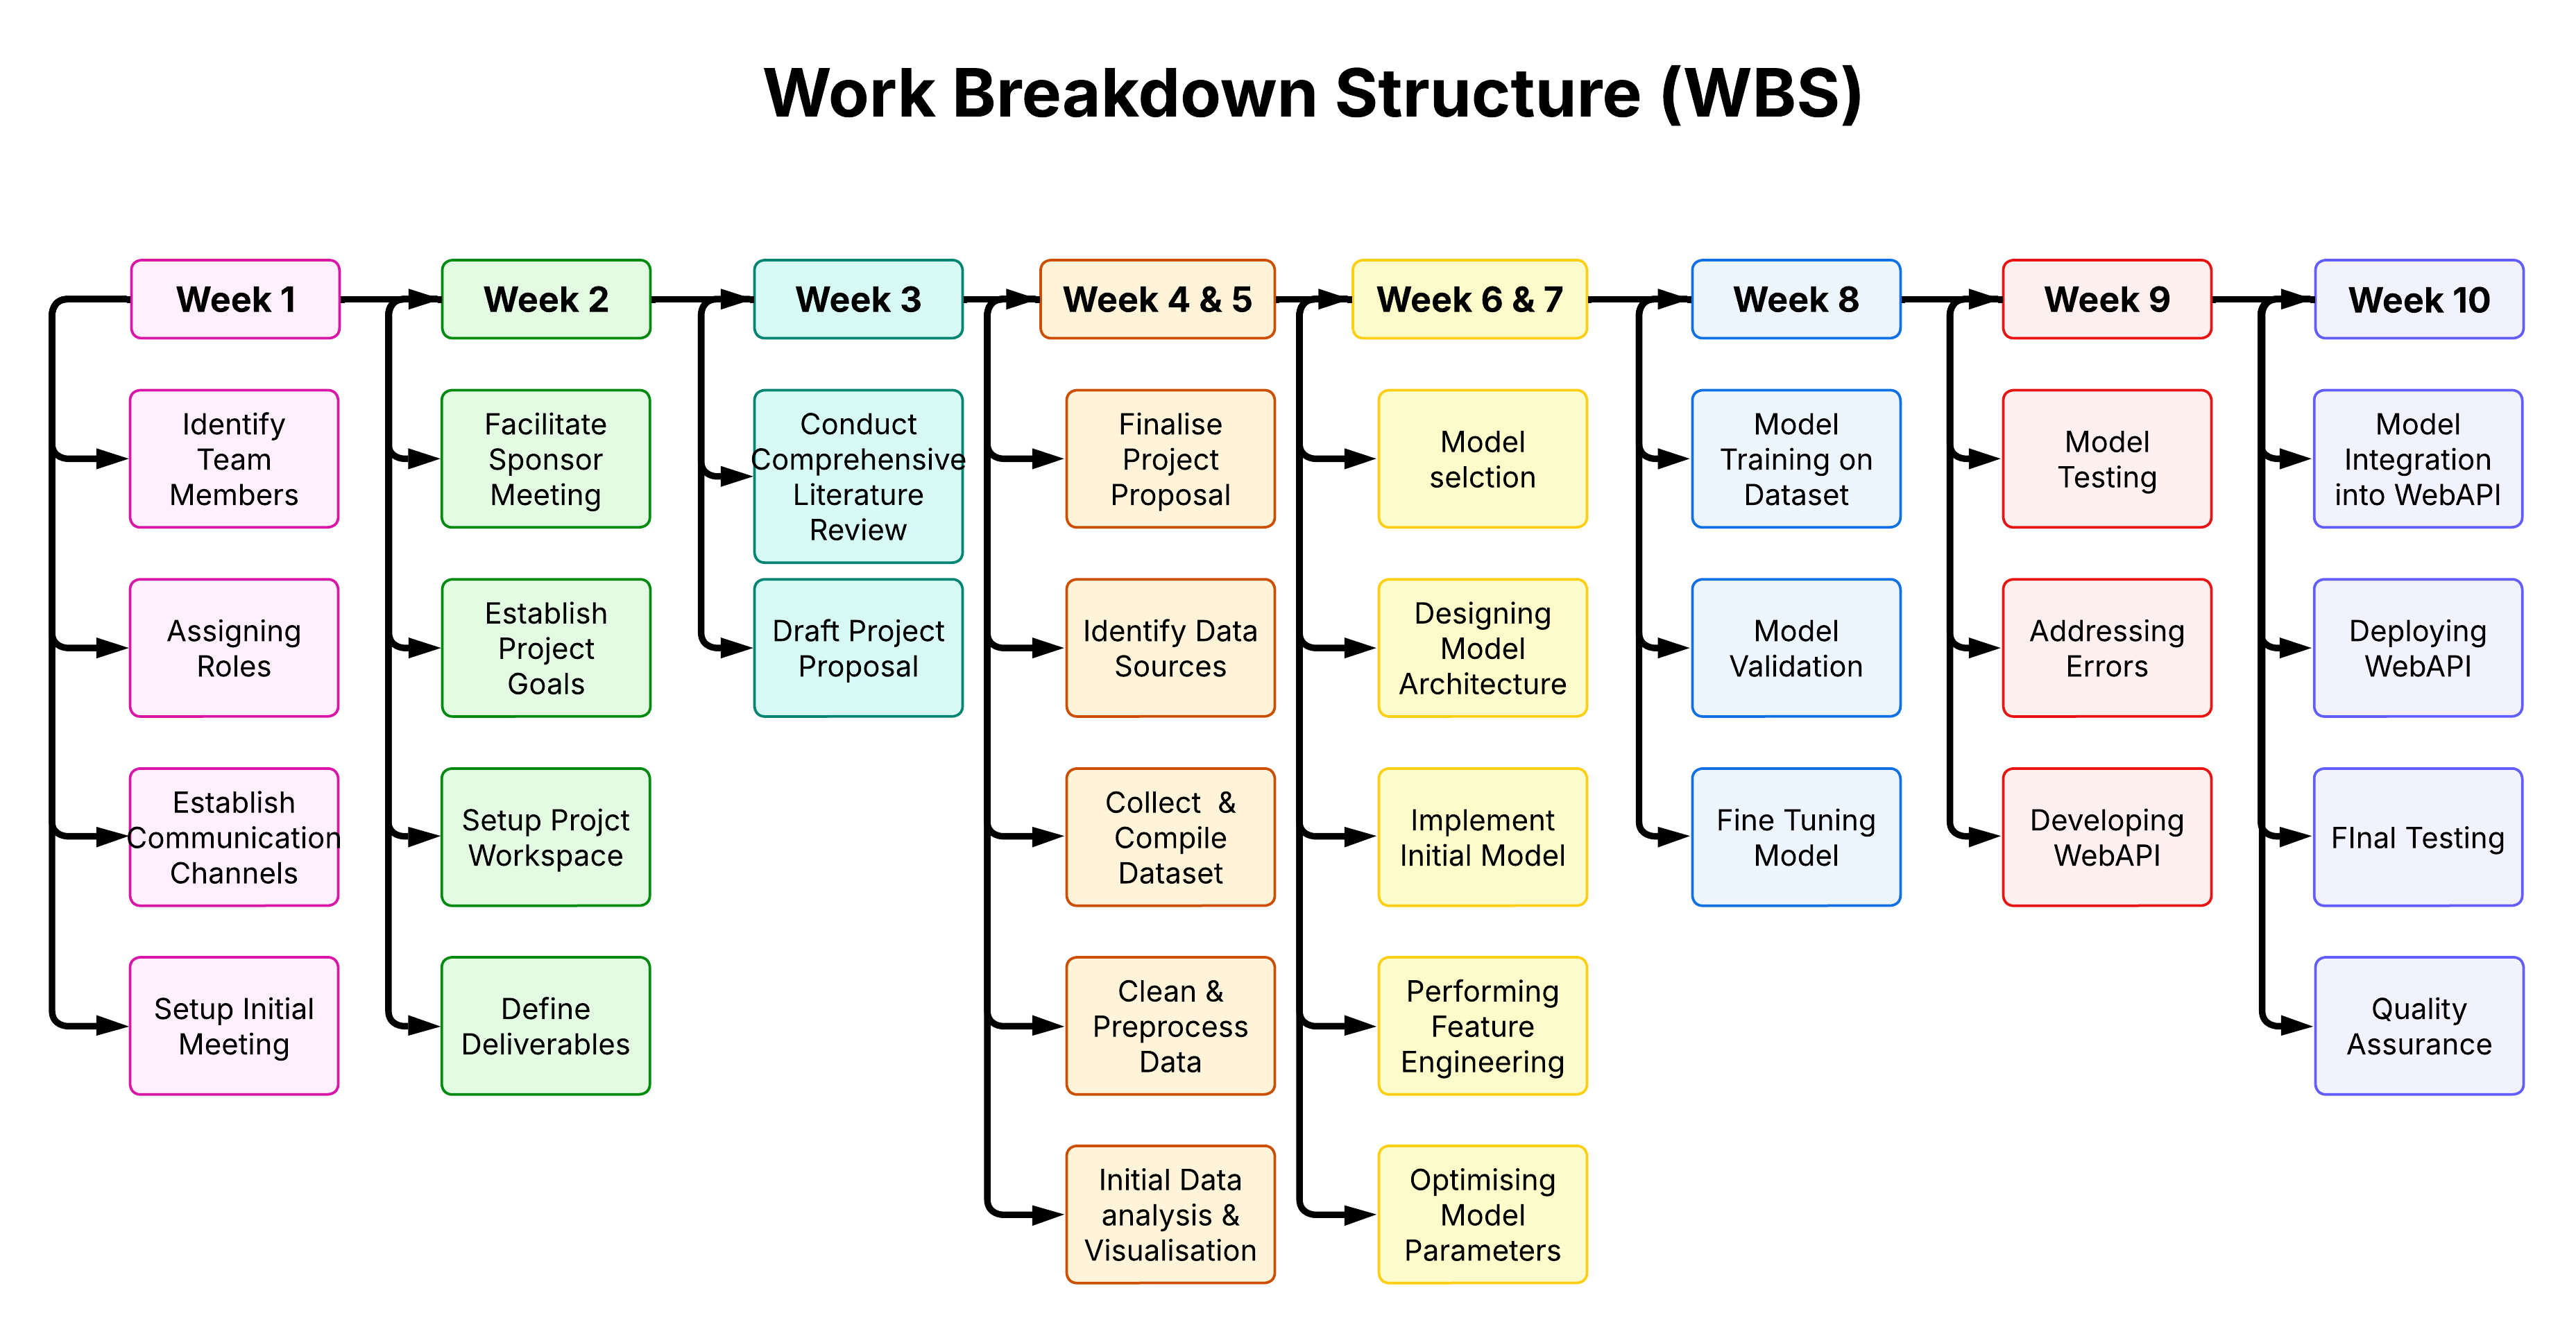 Work Breakdown Structure (WBS)
Week 1
Identify
Team
Members
Assigning
Roles
Establish
Communication
Channels
Setup Initial
Meeting
Week 2
Facilitate
Sponsor
Meeting
Establish
Project
Goals
Setup Projct
Workspace
Define
Deliverables
Week 3
Conduct
Comprehensive
Literature
Review
Draft Project
Proposal
Week 4 & 5
Finalise
Project
Proposal
Identify Data
Sources
Collect  &
Compile
Dataset
Clean &
Preprocess
Data
Initial Data
analysis &
Visualisation
Week 6 & 7
Model
selction
Designing
Model
Architecture
Implement
Initial Model
Performing
Feature
Engineering
Optimising
Model
Parameters
Week 8
Model
Training on
Dataset
Model
Validation
Fine Tuning
Model
Week 9
Model
Testing
Addressing
Errors
Developing
WebAPI
Week 10
Model
Integration
into WebAPI
Deploying
WebAPI
FInal Testing
Quality
Assurance